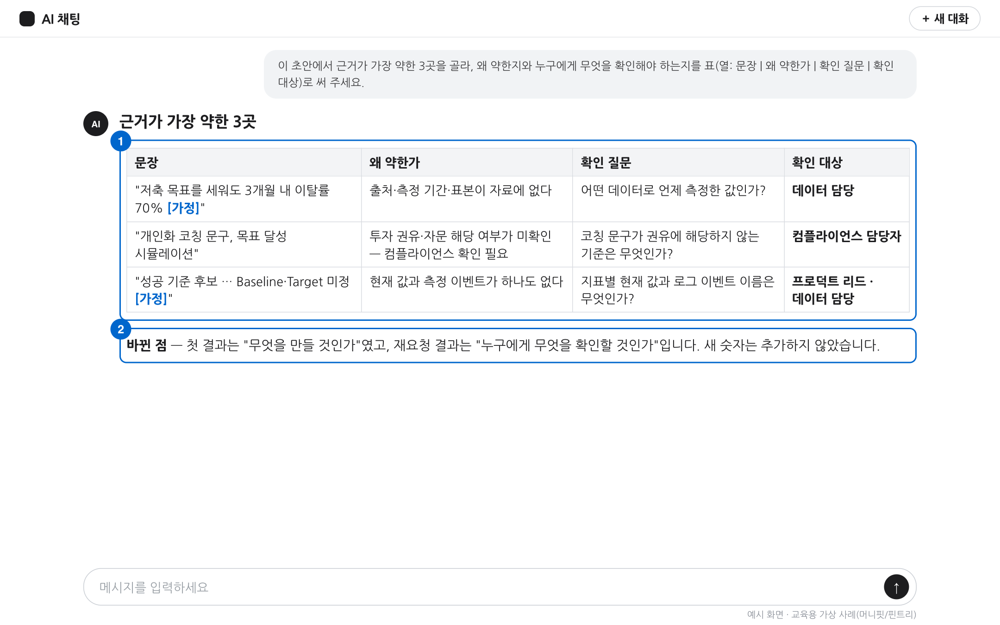 AI 채팅
+ 새 대화
이 초안에서 근거가 가장 약한 3곳을 골라, 왜 약한지와 누구에게 무엇을 확인해야 하는지를 표(열: 문장 | 왜 약한가 | 확인 질문 | 확인
대상)로 써 주세요.
AI
근거가 가장 약한 3곳
1
문장
왜 약한가
확인 질문
확인 대상
"저축 목표를 세워도 3개월 내 이탈률
70% [가정]"
출처·측정 기간·표본이 자료에 없다
어떤 데이터로 언제 측정한 값인가?
데이터 담당
"개인화 코칭 문구, 목표 달성
시뮬레이션"
투자 권유·자문 해당 여부가 미확인
— 컴플라이언스 확인 필요
코칭 문구가 권유에 해당하지 않는
기준은 무엇인가?
컴플라이언스 담당자
"성공 기준 후보 … Baseline·Target 미정
[가정]"
현재 값과 측정 이벤트가 하나도 없다
지표별 현재 값과 로그 이벤트 이름은
무엇인가?
프로덕트 리드 ·
데이터 담당
2
바뀐 점 — 첫 결과는 "무엇을 만들 것인가"였고, 재요청 결과는 "누구에게 무엇을 확인할 것인가"입니다. 새 숫자는 추가하지 않았습니다.
메시지를 입력하세요
↑
예시 화면 · 교육용 가상 사례(머니핏/핀트리)